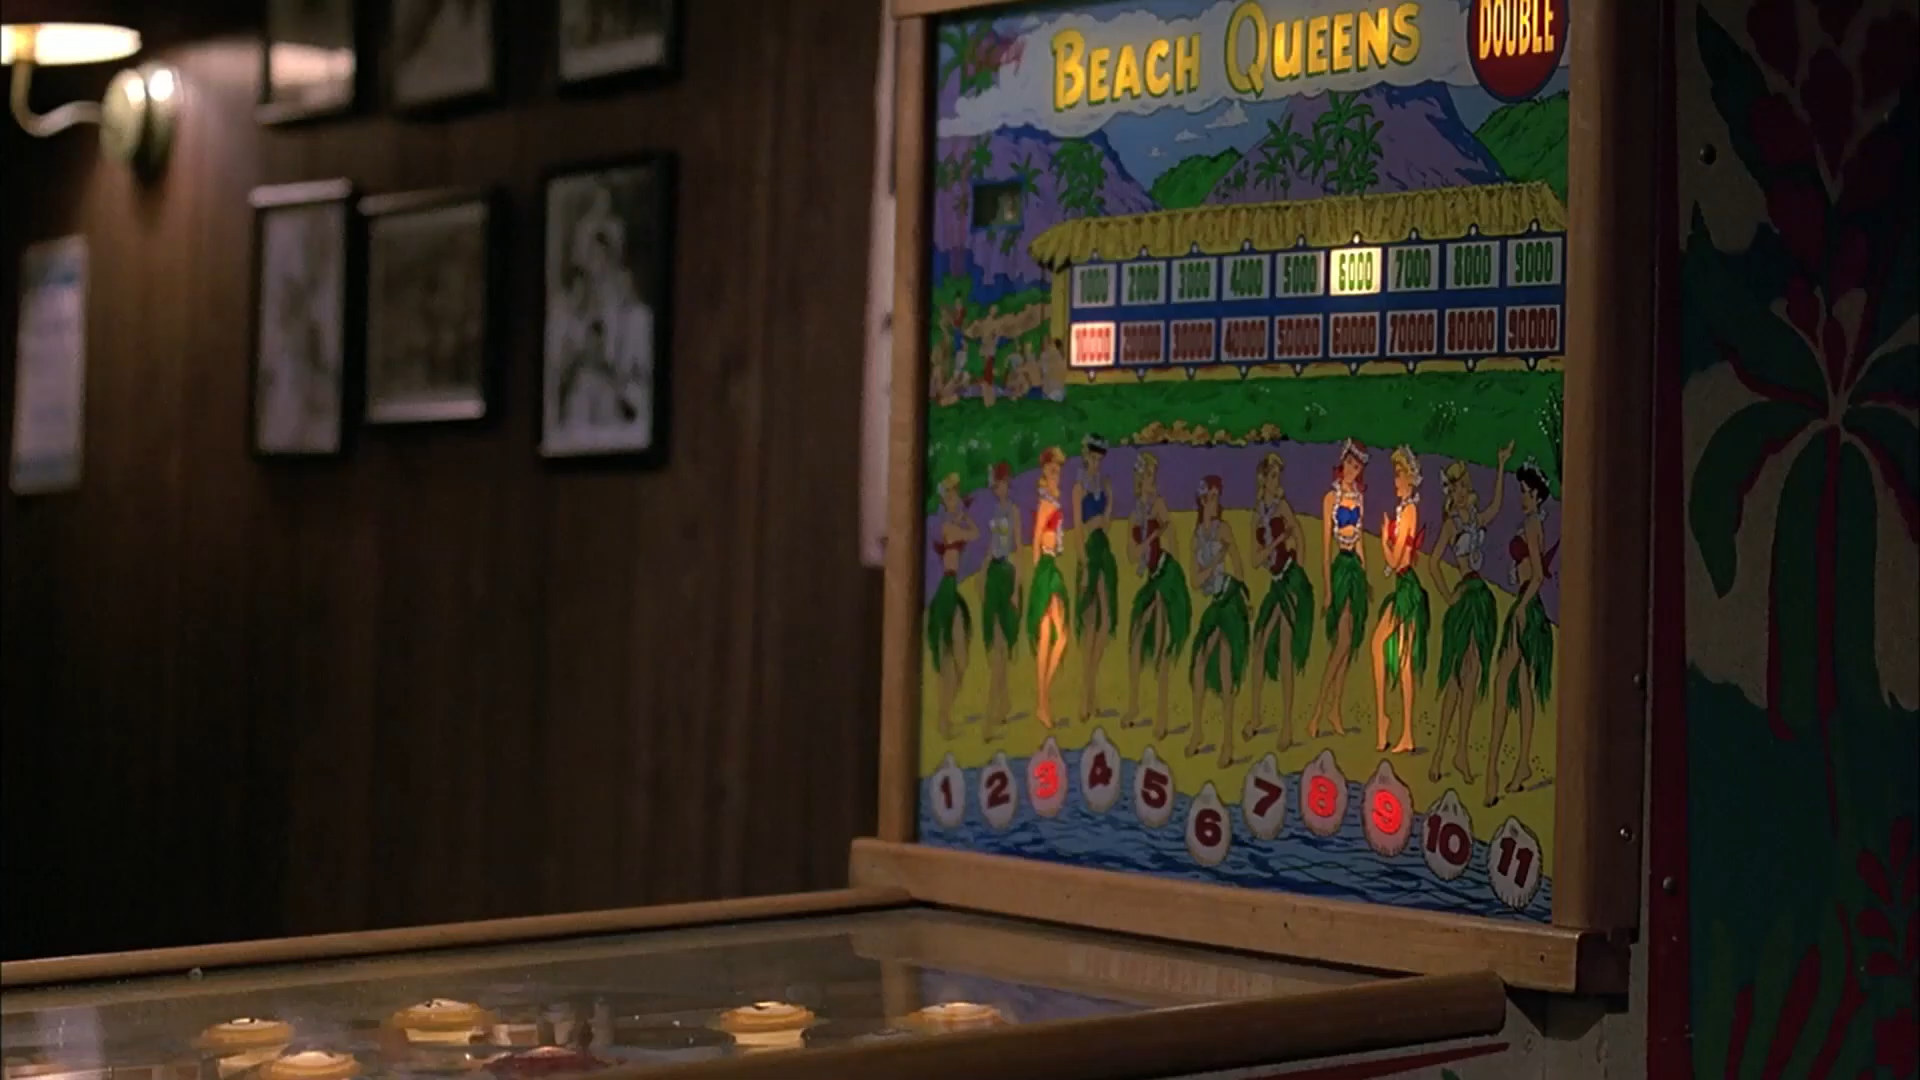 BEACH QUEENS
DOUBLE
1000 2000 3000 4000 5000 6000 7000 8000 9000
10000 20000 30000 40000 50000 60000 70000 80000 90000
1 2 3 4 5 6 7 8 9 10 11